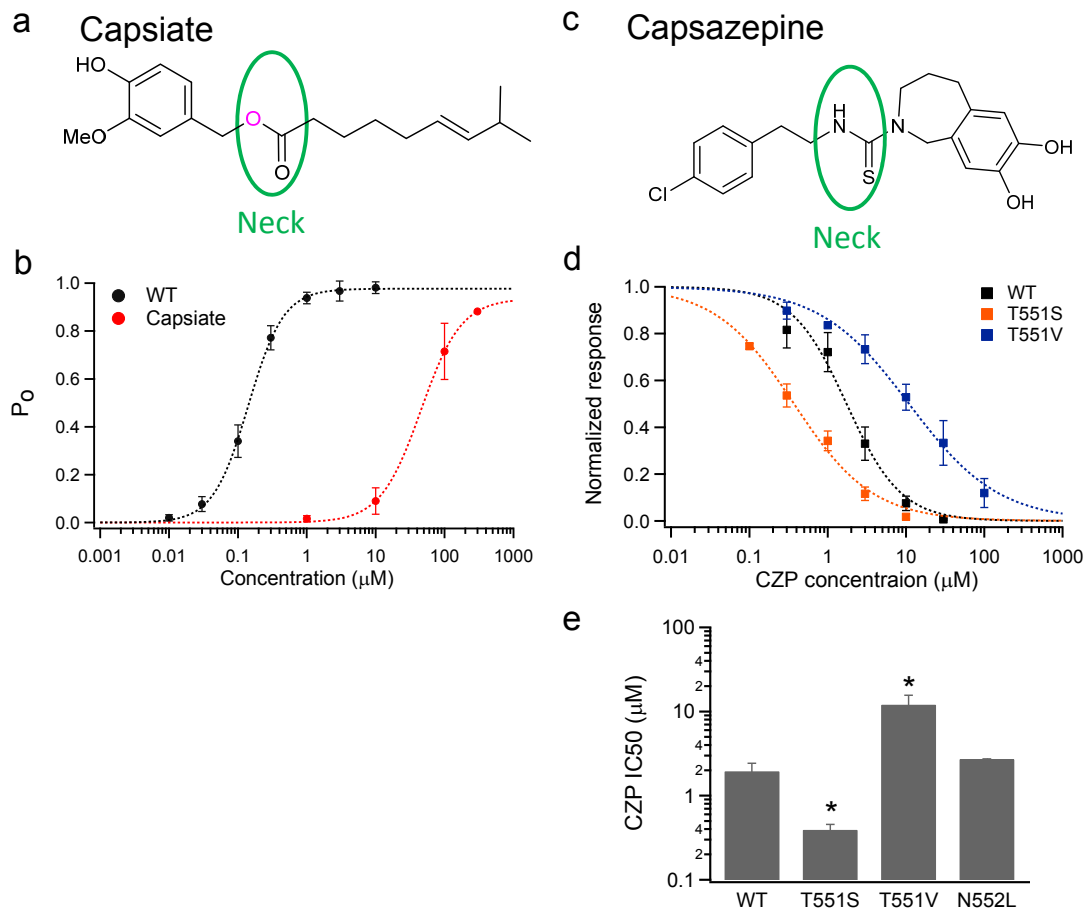 a
Capsiate
HO
MeO
O
O
Neck
b
WT
Capsiate
1.0
0.8
0.6
0.4
0.2
0.0
Po
0.001
0.01
0.1
1
10
100
1000
Concentration (μM)
c
Capsazepine
H
N
N
S
Cl
OH
OH
Neck
d
WT
T551S
T551V
1.0
0.8
0.6
0.4
0.2
0.0
Normalized response
0.01
0.1
1
10
100
1000
CZP concentraion (μM)
e
100
4
2
10
4
2
1
4
2
0.1
CZP IC50 (μM)
*
*
WT
T551S
T551V
N552L